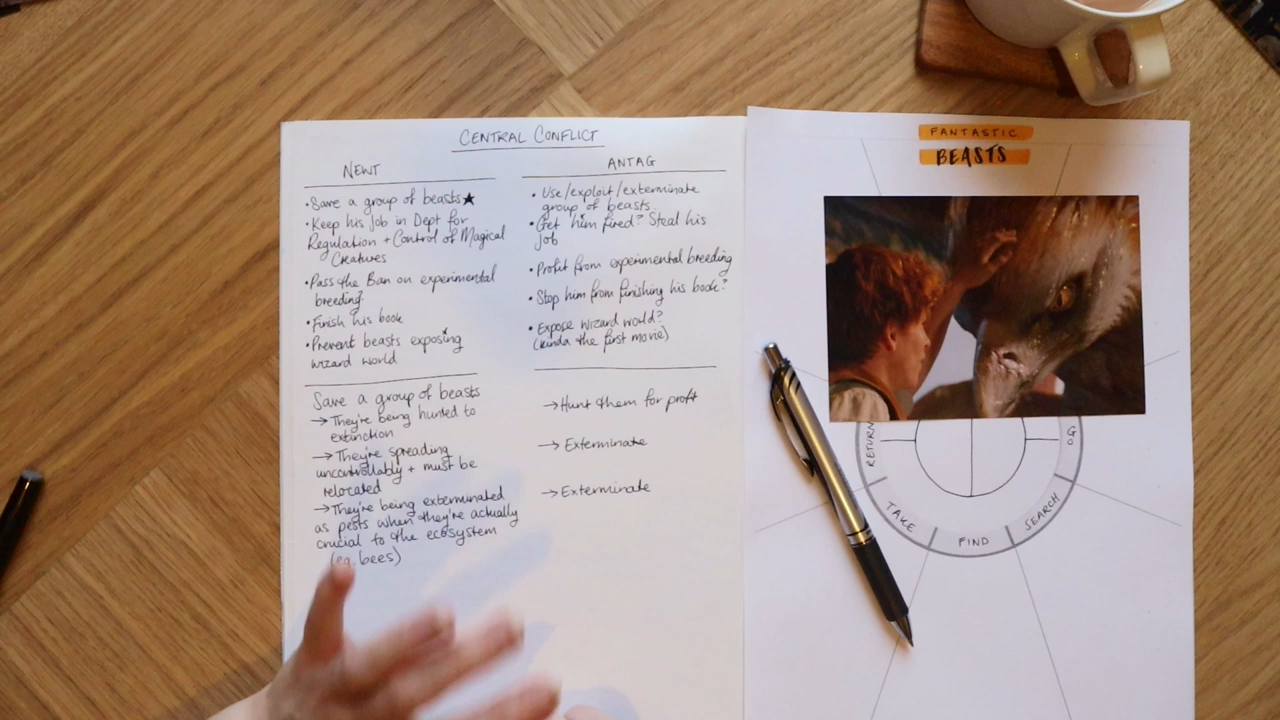 CENTRAL CONFLICT
NEWT
• Save a group of beasts★
• Keep his job in Dept for
Regulation + Control of Magical
Creatures
• Pass the Ban on experimental
breeding?
• Finish his book
• Prevent beasts exposing
wizard world
ANTAG
• Use/exploit/exterminate
group of beasts
• Get him fired? Steal his
job
• Profit from experimental breeding
• Stop him from finishing his book?
• Expose wizard world?
(kinda the first movie)
Save a group of beasts
→ They're being hunted to
extinction
→ They're spreading
uncontrollably + must be
relocated
→ They're being exterminated
as pests when they're actually
crucial to the ecosystem
(eg. bees)
→ Hunt them for profit
→ Exterminate
→ Exterminate
FANTASTIC
BEASTS
RETURN
GO
TAKE
SEARCH
FIND